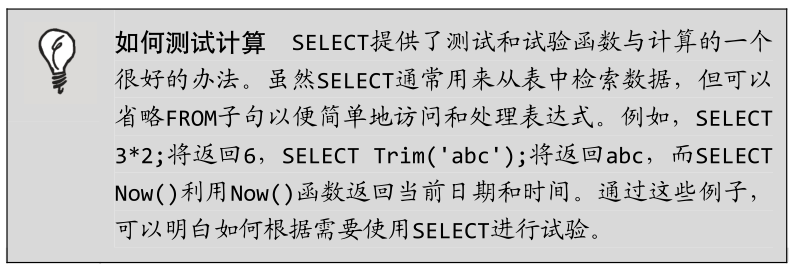 如何测试计算 SELECT提供了测试和试验函数与计算的一个
很好的办法。虽然SELECT通常用来从表中检索数据，但可以
省略FROM子句以便简单地访问和处理表达式。例如，SELECT
3*2;将返回6，SELECT Trim('abc');将返回abc，而SELECT
Now()利用Now()函数返回当前日期和时间。通过这些例子，
可以明白如何根据需要使用SELECT进行试验。